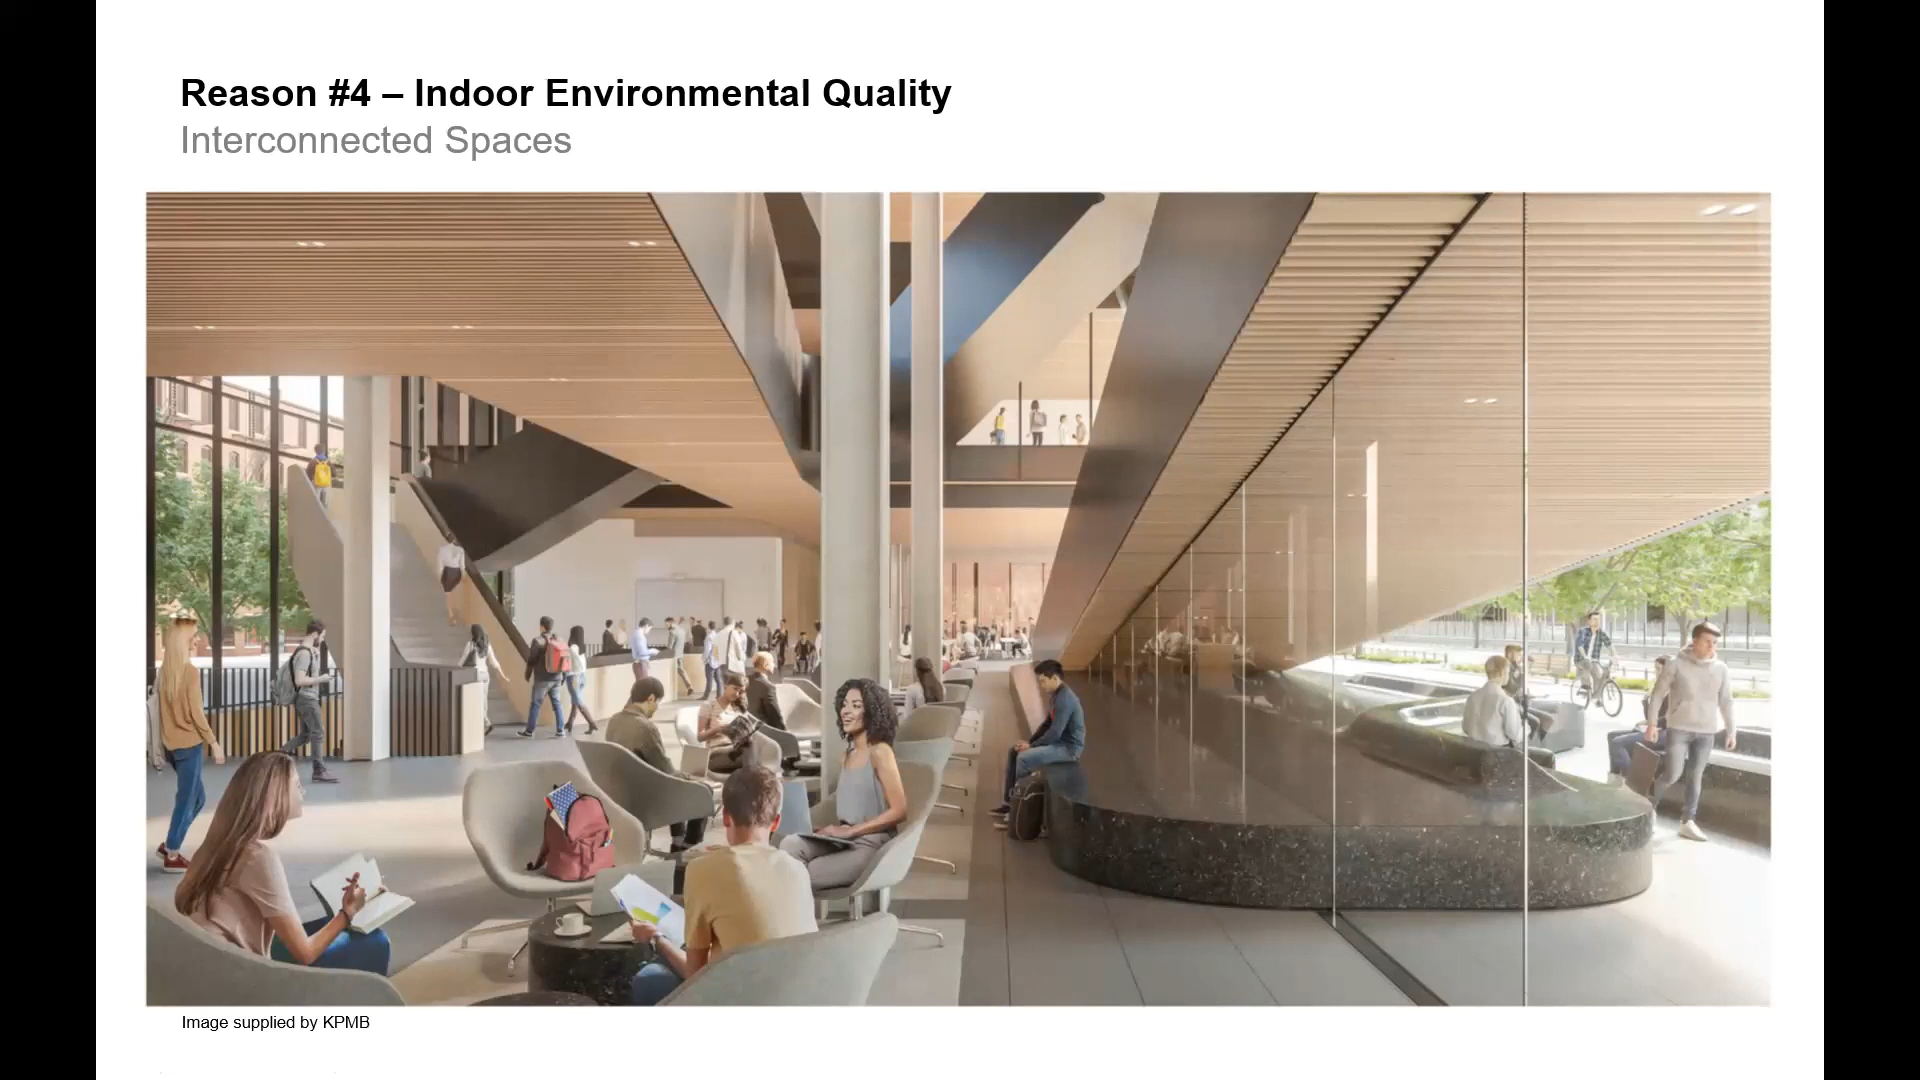 Reason #4 – Indoor Environmental Quality
Interconnected Spaces
Image supplied by KPMB